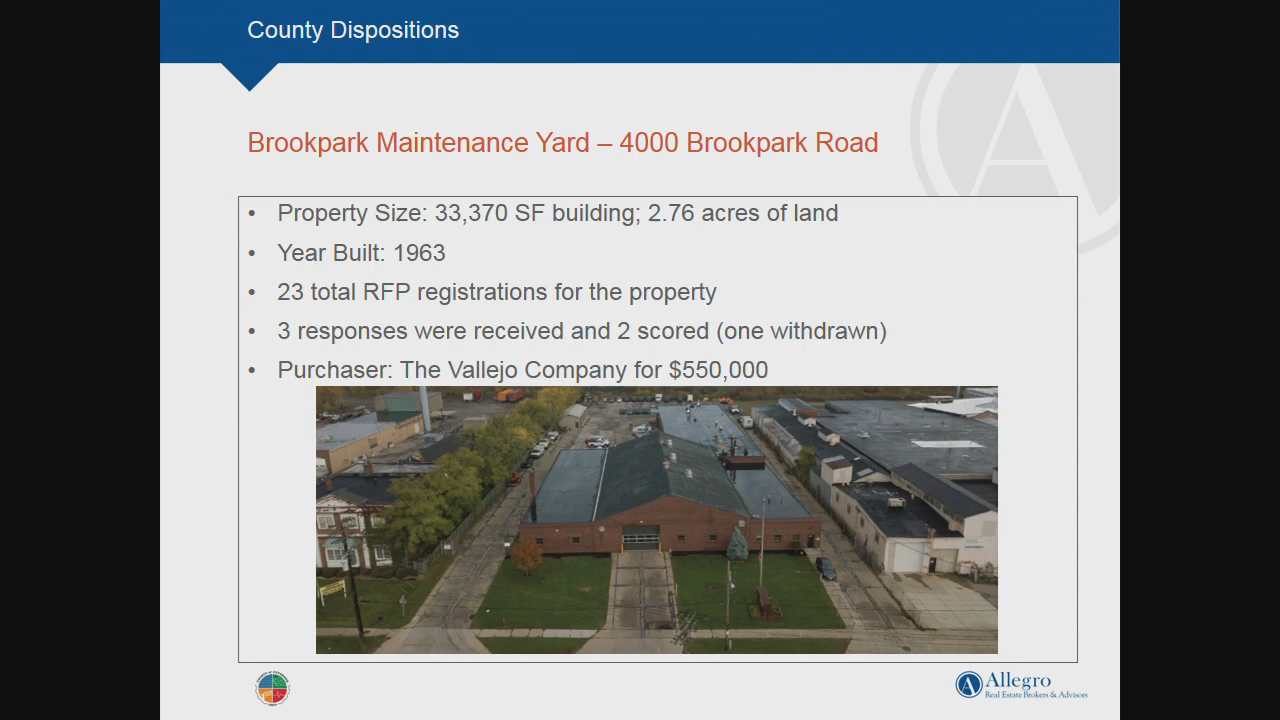 County Dispositions
Brookpark Maintenance Yard – 4000 Brookpark Road
• Property Size: 33,370 SF building; 2.76 acres of land
• Year Built: 1963
• 23 total RFP registrations for the property
• 3 responses were received and 2 scored (one withdrawn)
• Purchaser: The Vallejo Company for $550,000
A Allegro
Real Estate Brokers & Advisors